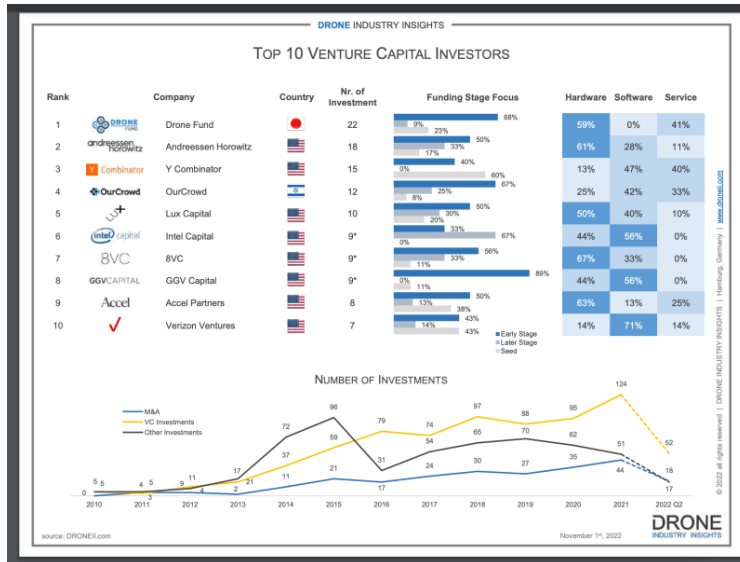 DRONE INDUSTRY INSIGHTS
TOP 10 VENTURE CAPITAL INVESTORS
Rank Company Country Nr. of Investment Funding Stage Focus Hardware Software Service
1 DRONE FUND Drone Fund 22 68% 9% 23% 59% 0% 41%
2 andreessen horowitz Andreessen Horowitz 18 50% 33% 17% 61% 28% 11%
3 Y Combinator Y Combinator 15 40% 0% 60% 13% 47% 40%
4 OurCrowd OurCrowd 12 67% 25% 8% 25% 42% 33%
5 Lux Capital 10 50% 30% 20% 50% 40% 10%
6 intel capital Intel Capital 9* 33% 67% 0% 44% 56% 0%
7 8VC 8VC 9* 56% 33% 11% 67% 33% 0%
8 GGVCAPITAL GGV Capital 9* 89% 0% 11% 44% 56% 0%
9 Accel Accel Partners 8 50% 13% 38% 63% 13% 25%
10 Verizon Ventures 7 43% 14% 43% 14% 71% 14%
Early Stage
Later Stage
Seed
NUMBER OF INVESTMENTS
M&A
VC Investments
Other Investments
0 5 5 4 5 3 9 11 4 17 21 2
72 37 11 96 59 21 79 31 17
74 54 24 97 65 30 88 70 27
95 62 35 124 51 44 52 18 17
2010 2011 2012 2013 2014 2015 2016 2017 2018 2019 2020 2021 2022 Q2
source: DRONEII.com
November 1st, 2022
DRONE
INDUSTRY INSIGHTS
© 2022 all rights reserved | DRONE INDUSTRY INSIGHTS | Hamburg, Germany | www.droneii.com